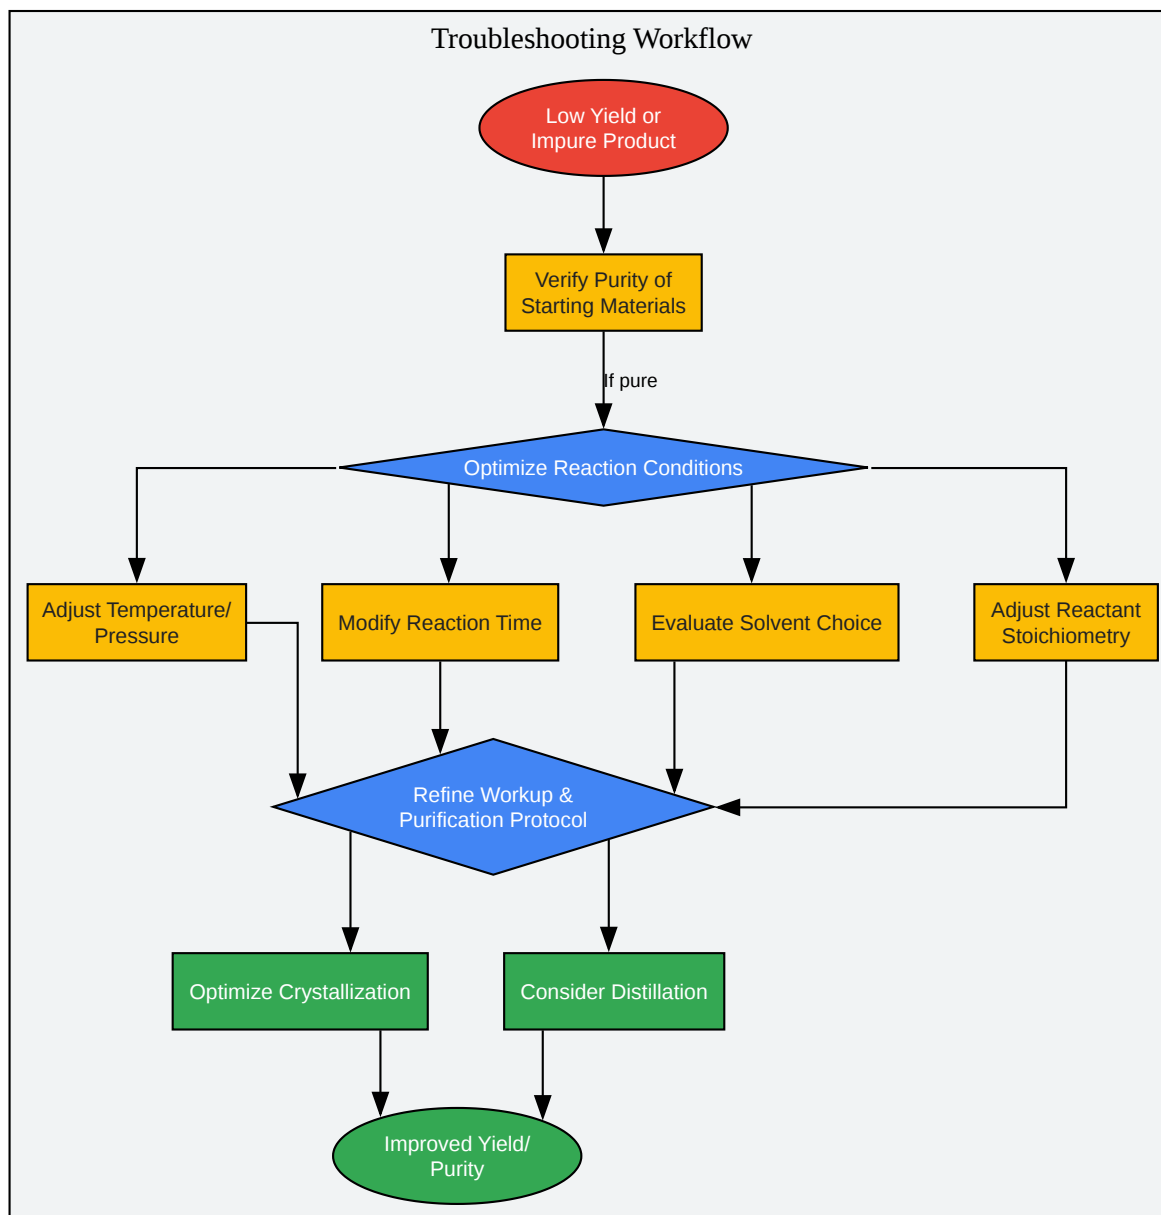 Troubleshooting Workflow
Low Yield or
Impure Product
Verify Purity of
Starting Materials
If pure
Optimize Reaction Conditions
Adjust Temperature/
Pressure
Modify Reaction Time
Evaluate Solvent Choice
Adjust Reactant
Stoichiometry
Refine Workup &
Purification Protocol
Optimize Crystallization
Consider Distillation
Improved Yield/
Purity